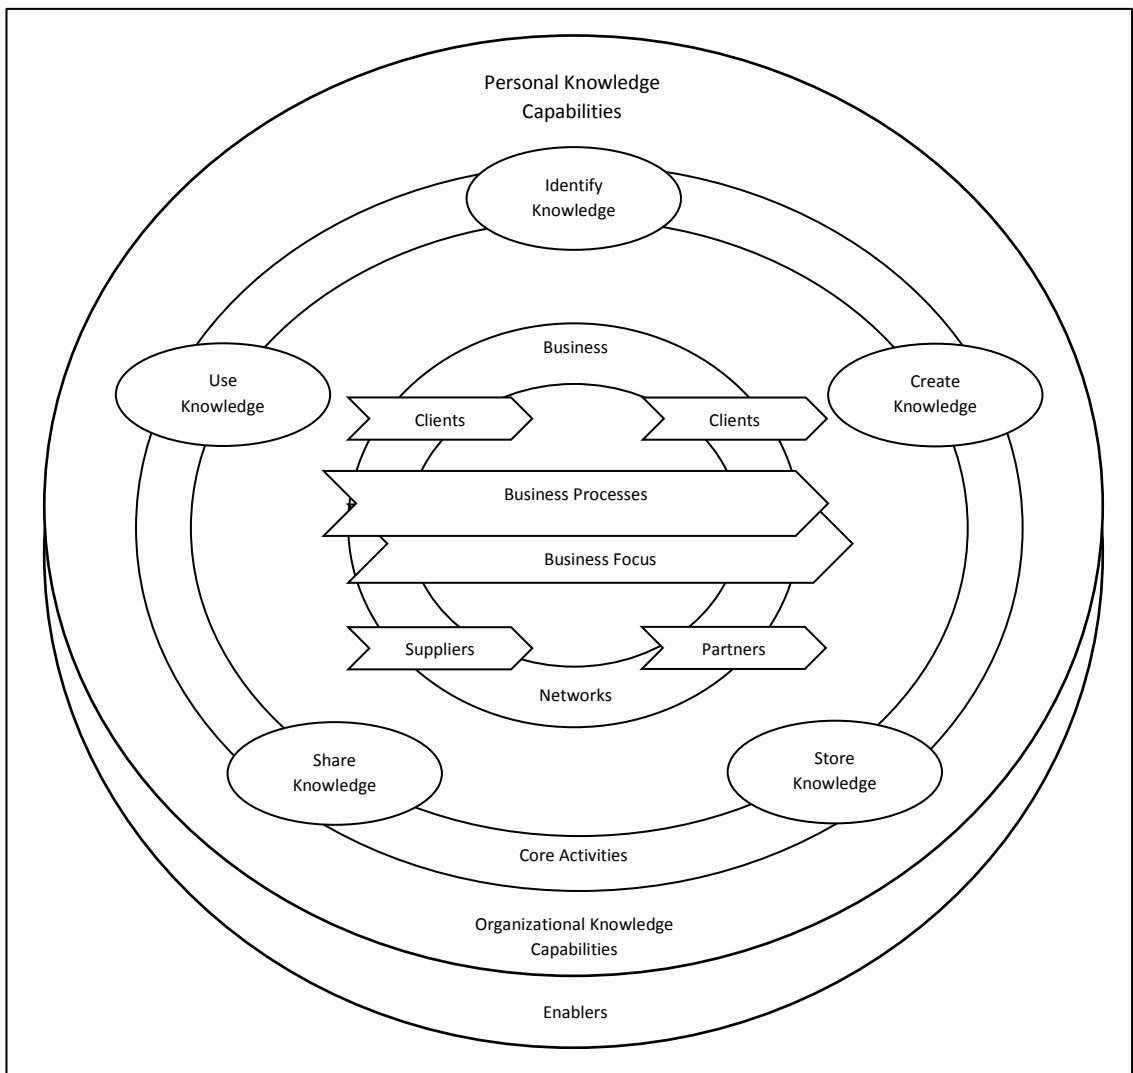 Personal Knowledge
Capabilities
Identify
Knowledge
Business
Use
Knowledge
Create
Knowledge
Clients
Clients
Business Processes
Business Focus
Suppliers
Partners
Networks
Share
Knowledge
Store
Knowledge
Core Activities
Organizational Knowledge
Capabilities
Enablers